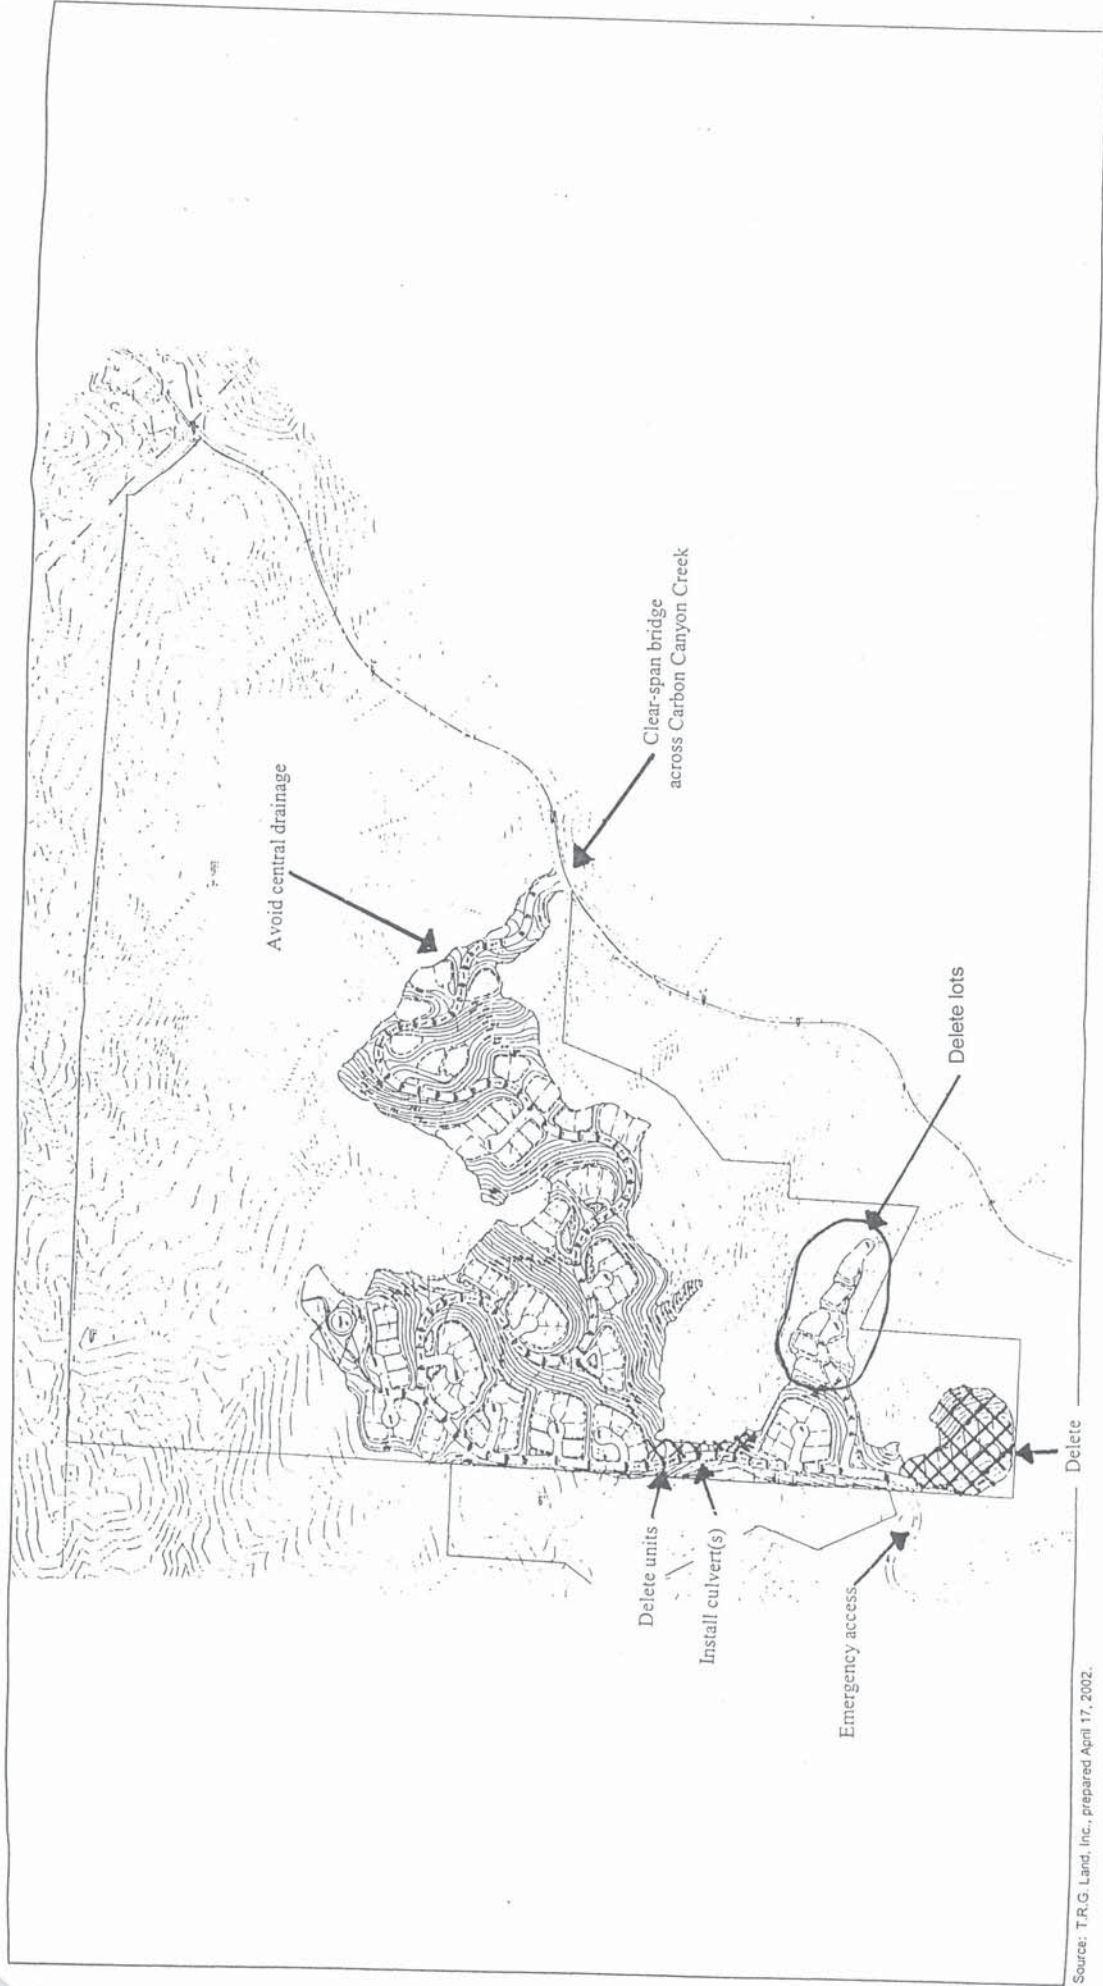 Avoid central drainage
Clear-span bridge
across Carbon Canyon Creek
Delete lots
Delete units
Install culvert(s)
Emergency access
Delete
Source: T.R.G. Land, Inc., prepared April 17, 2002.